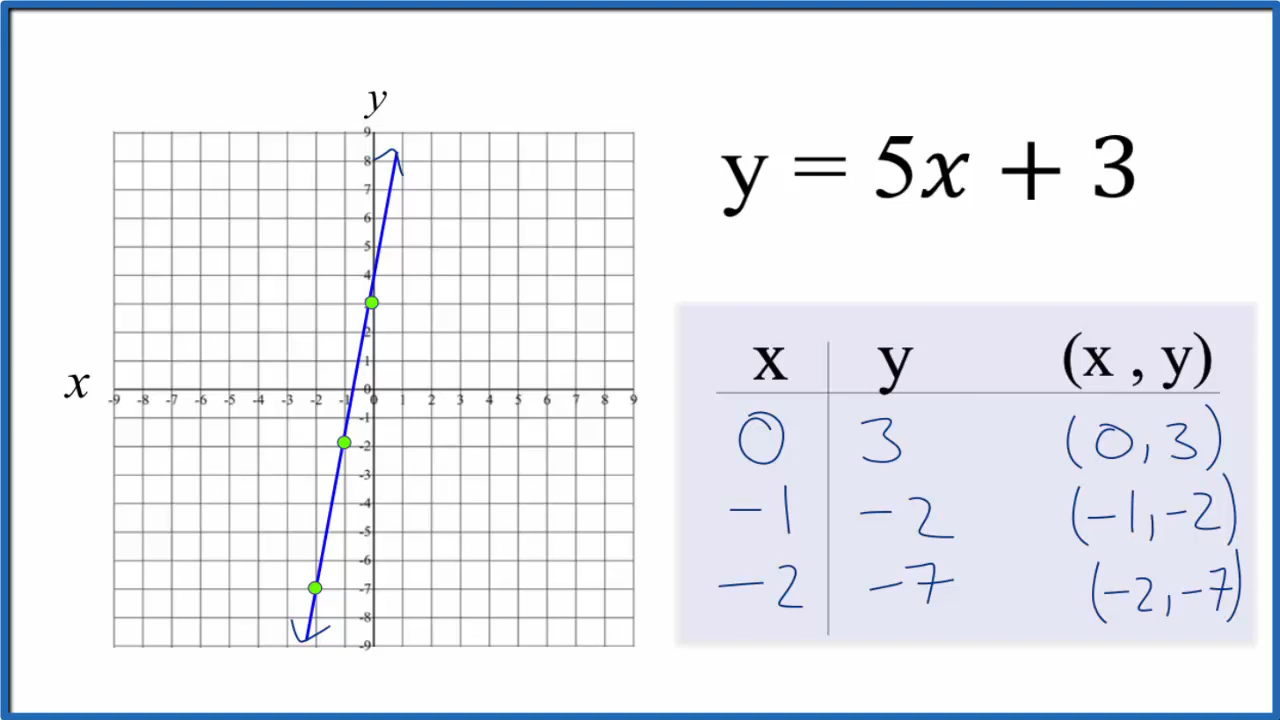 y
9
8
7
6
5
4
2
1
0
x
-9 -8 -7 -6 -5 -4 -3 -2 -1 0 1 2 3 4 5 6 7 8 9
-1
-2
-3
-4
-5
-6
-7
-8
-9
y = 5x + 3
x y (x , y)
0 3 (0, 3)
-1 -2 (-1, -2)
-2 -7 (-2, -7)